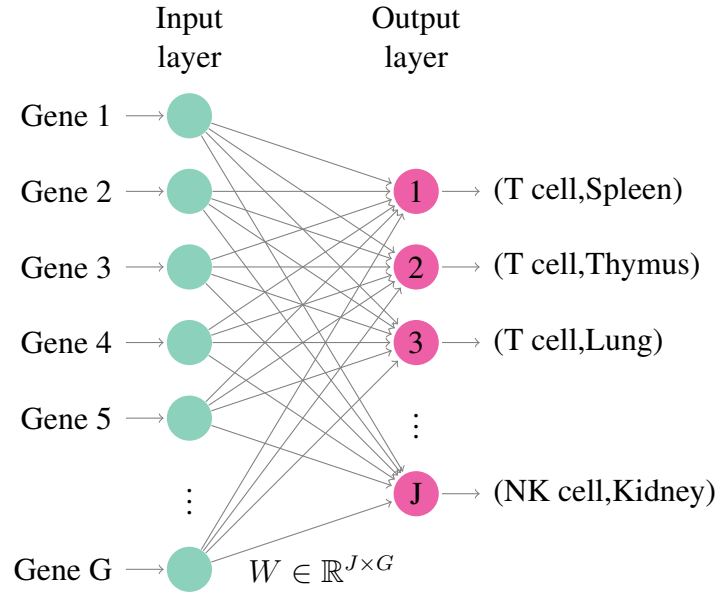 Input
layer
Output
layer
Gene 1
Gene 2
1
(T cell,Spleen)
Gene 3
2
(T cell,Thymus)
Gene 4
3
(T cell,Lung)
Gene 5
⋮
⋮
J
(NK cell,Kidney)
Gene G
W ∈ ℝ^{J×G}